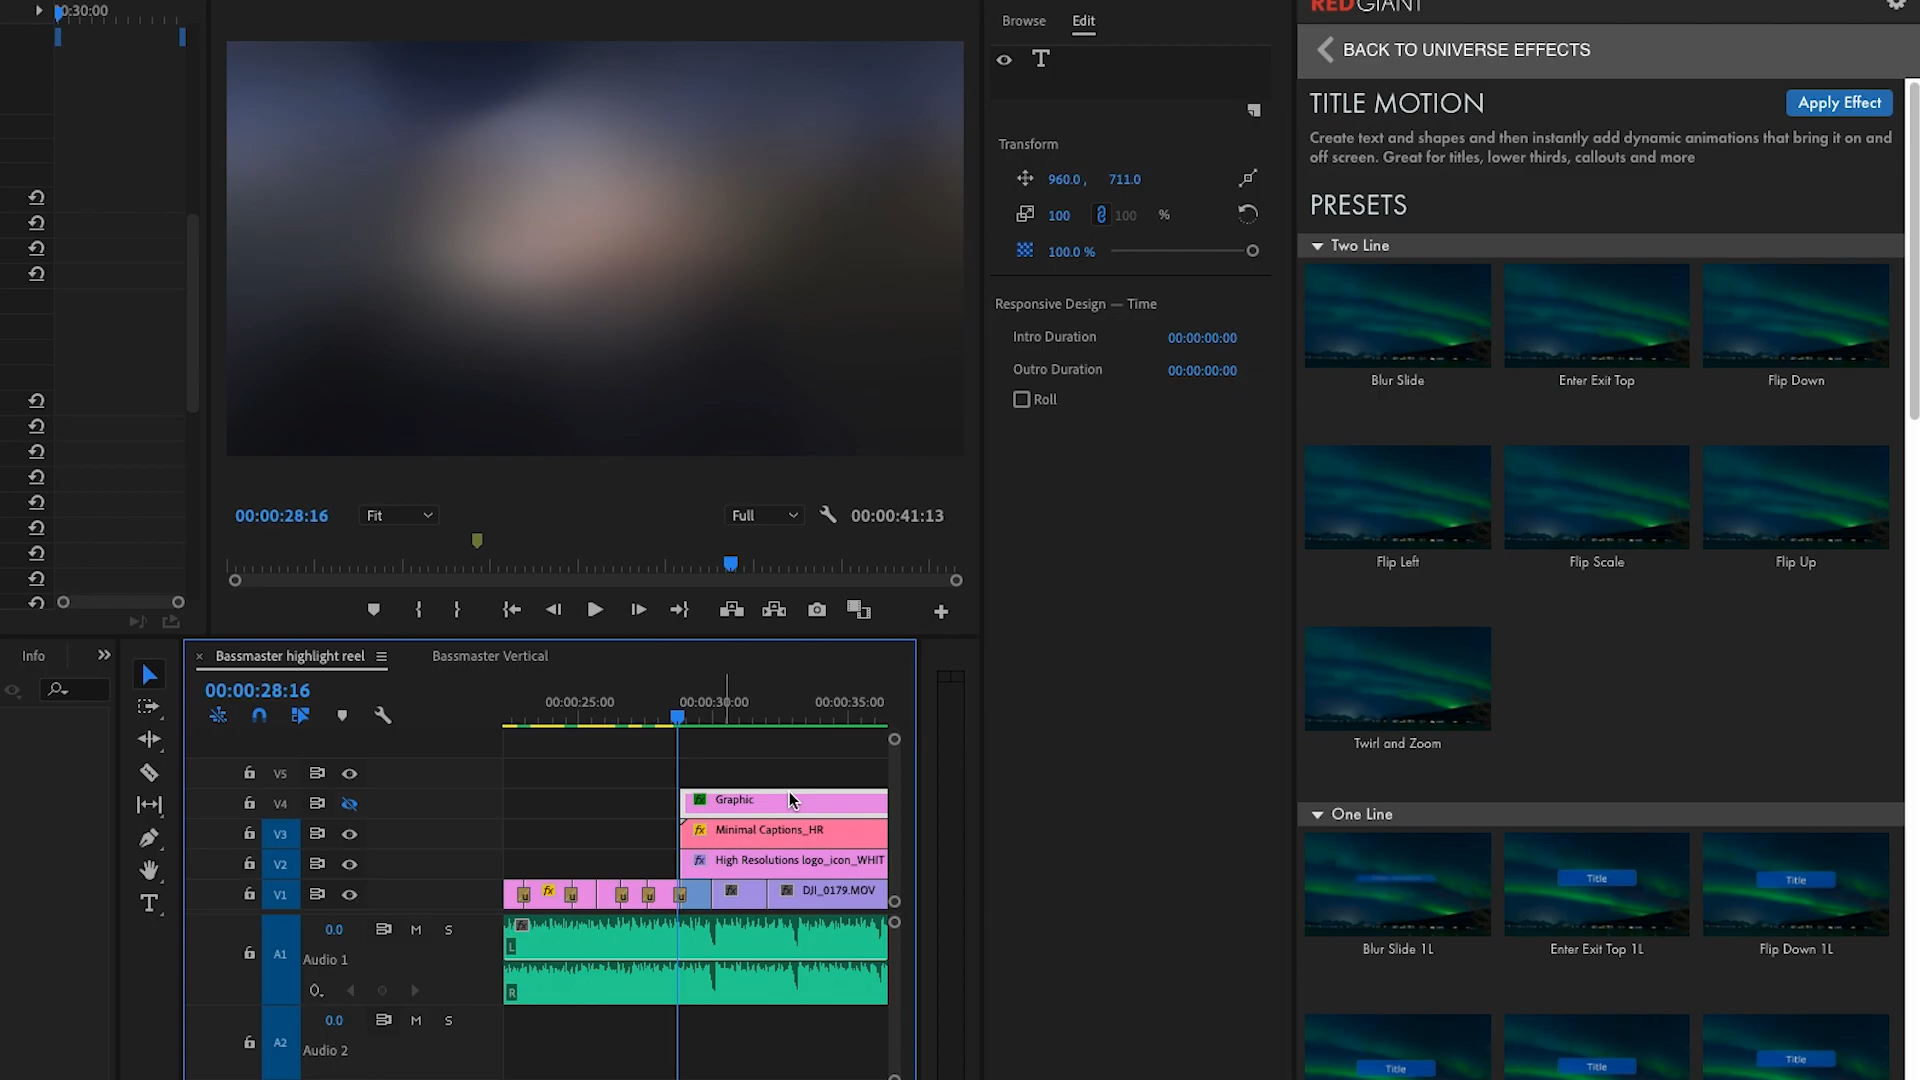 00:30:00
Browse
Edit
REDGIANT
BACK TO UNIVERSE EFFECTS
TITLE MOTION
Apply Effect
Create text and shapes and then instantly add dynamic animations that bring it on and
off screen. Great for titles, lower thirds, callouts and more
PRESETS
Two Line
Blur Slide
Enter Exit Top
Flip Down
Flip Left
Flip Scale
Flip Up
Twirl and Zoom
One Line
Title
Title
Blur Slide 1L
Enter Exit Top 1L
Flip Down 1L
Title
Title
Title
T
Transform
960.0 , 711.0
100 100 %
100.0 %
Responsive Design — Time
Intro Duration 00:00:00:00
Outro Duration 00:00:00:00
Roll
00:00:28:16
Fit
Full
00:00:41:13
Info
Bassmaster highlight reel
Bassmaster Vertical
00:00:28:16
00:00:25:00
00:00:30:00
00:00:35:00
V5
V4
Graphic
V3
fx Minimal Captions_HR
V2
fx High Resolutions logo_icon_WHIT
V1
fx
DJI_0179.MOV
A1
0.0
M
S
Audio 1
L
R
A2
0.0
M
S
Audio 2